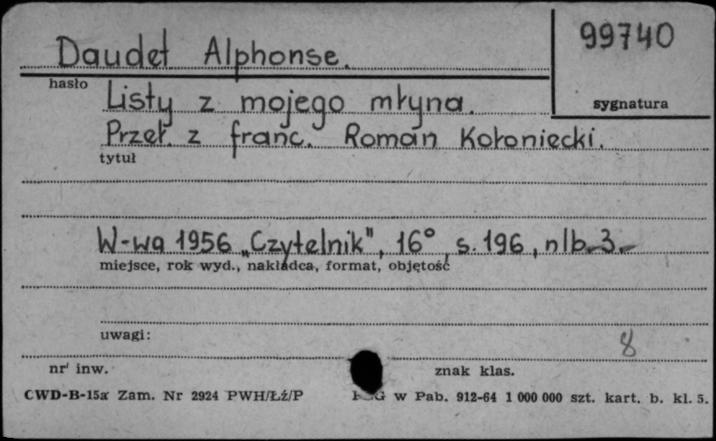 99740
Daudet Alphonse.
hasło
sygnatura
Listy z mojego młyna.
Przeł. z franc. Roman Kołoniecki.
tytuł
W-wa 1956 „Czytelnik", 16°, s. 196, nlb. 3.
miejsce, rok wyd., nakładca, format, objętość
uwagi:
8
nr inw.
znak klas.
CWD-B-15a Zam. Nr 2924 PWH/Łź/P
w Pab. 912-64 1 000 000 szt. kart. b. kl. 5.